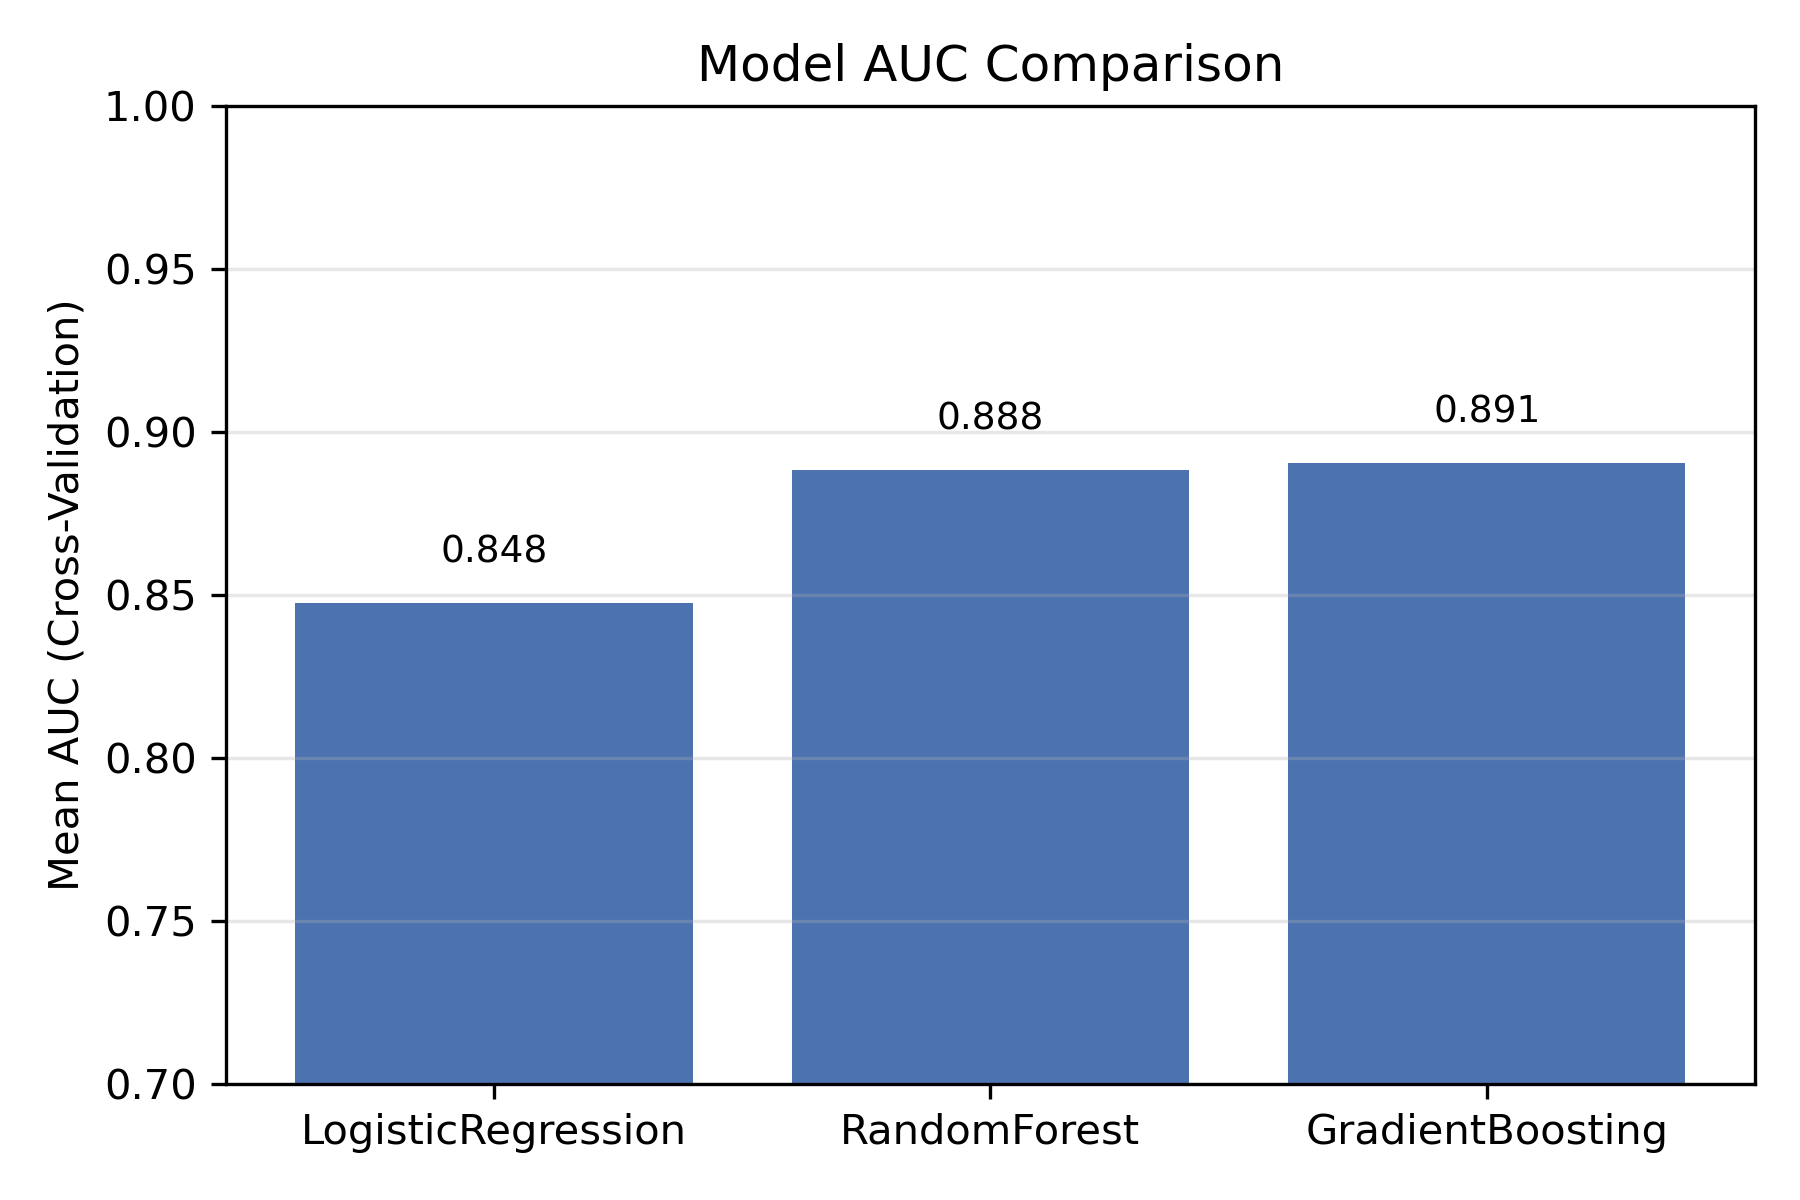 Model AUC Comparison
Mean AUC (Cross-Validation)
1.00
0.95
0.90
0.85
0.80
0.75
0.70
0.848
0.888
0.891
LogisticRegression
RandomForest
GradientBoosting